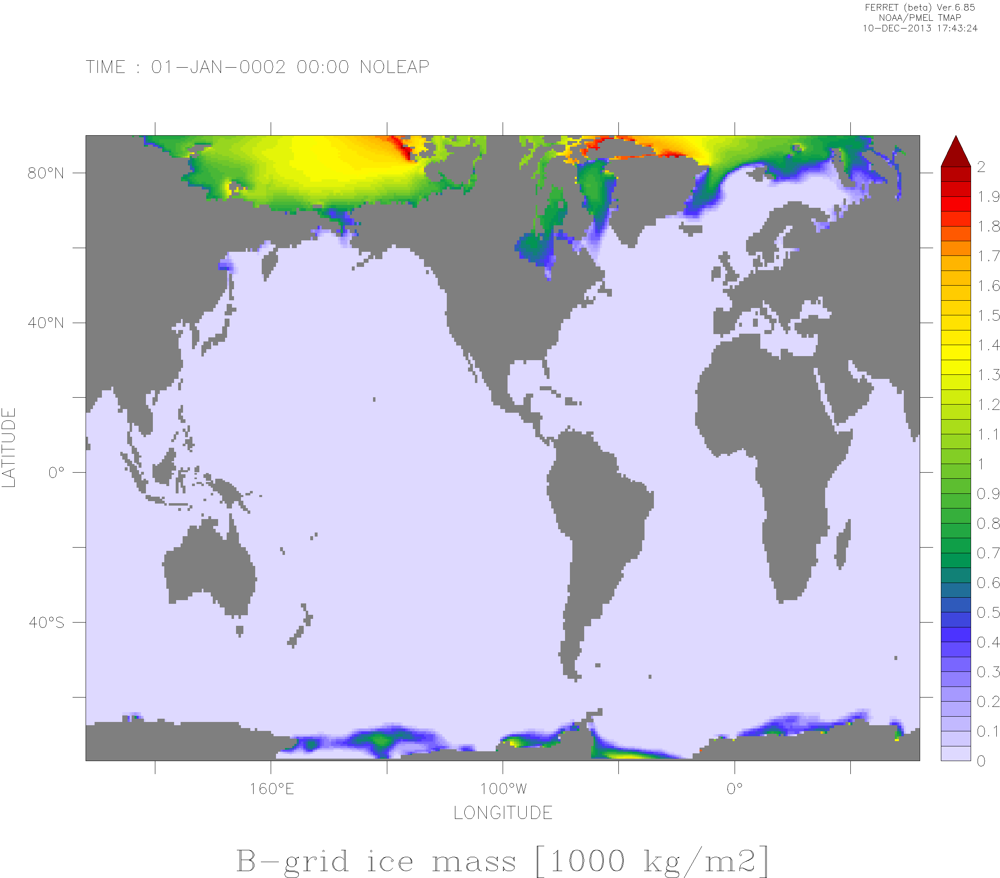 FERRET (beta) Ver.6.85
NOAA/PMEL TMAP
10-DEC-2013 17:43:24
TIME : 01-JAN-0002 00:00 NOLEAP
80°N
40°N
0°
40°S
LATITUDE
160°E
100°W
0°
LONGITUDE
2
1.9
1.8
1.7
1.6
1.5
1.4
1.3
1.2
1.1
1
0.9
0.8
0.7
0.6
0.5
0.4
0.3
0.2
0.1
0
B-grid ice mass [1000 kg/m2]